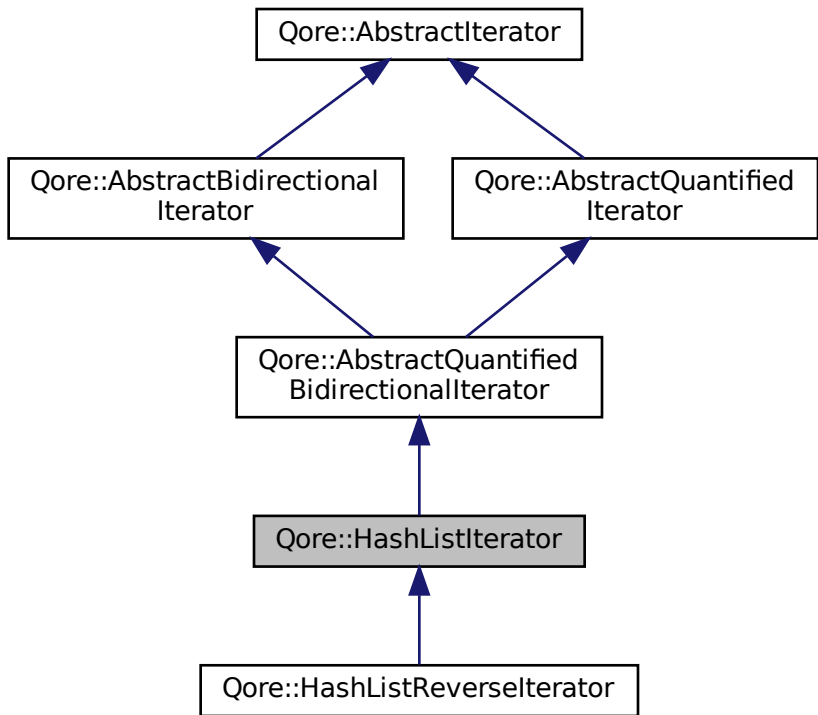 Qore::AbstractIterator
Qore::AbstractBidirectional
Iterator
Qore::AbstractQuantified
Iterator
Qore::AbstractQuantified
BidirectionalIterator
Qore::HashListIterator
Qore::HashListReverseIterator